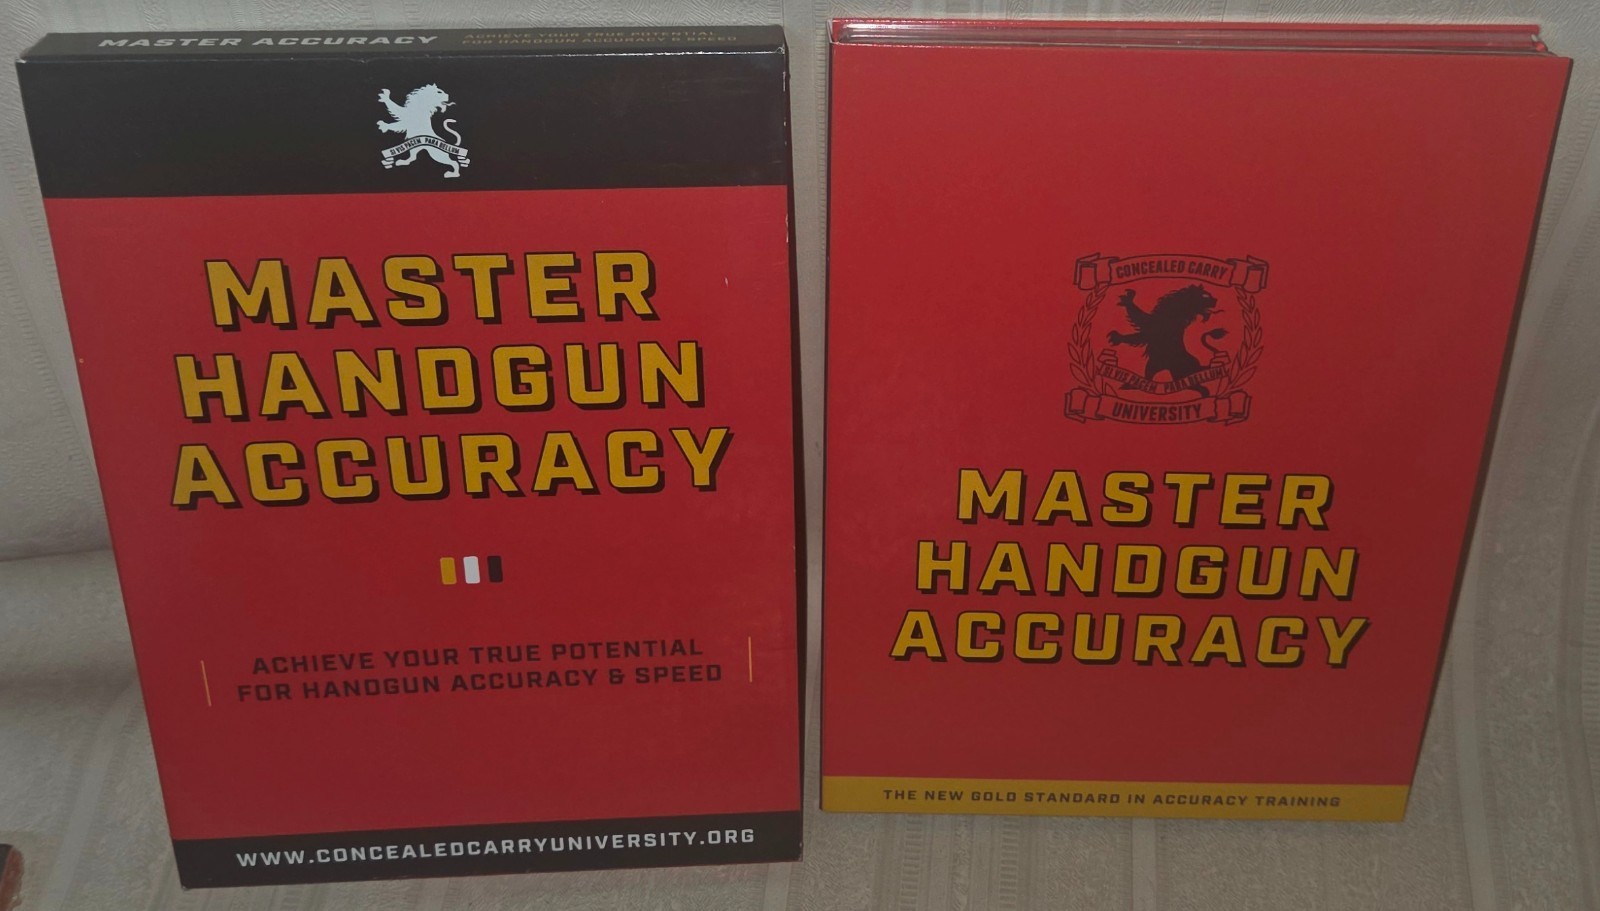 MASTER ACCURACY
ACHIEVE YOUR TRUE POTENTIAL
FOR HANDGUN ACCURACY & SPEED
SI VIS PACEM PARA BELLUM
MASTER
HANDGUN
ACCURACY
ACHIEVE YOUR TRUE POTENTIAL
FOR HANDGUN ACCURACY & SPEED
WWW.CONCEALEDCARRYUNIVERSITY.ORG
CONCEALED CARRY
SI VIS PACEM PARA BELLUM
UNIVERSITY
MASTER
HANDGUN
ACCURACY
THE NEW GOLD STANDARD IN ACCURACY TRAINING